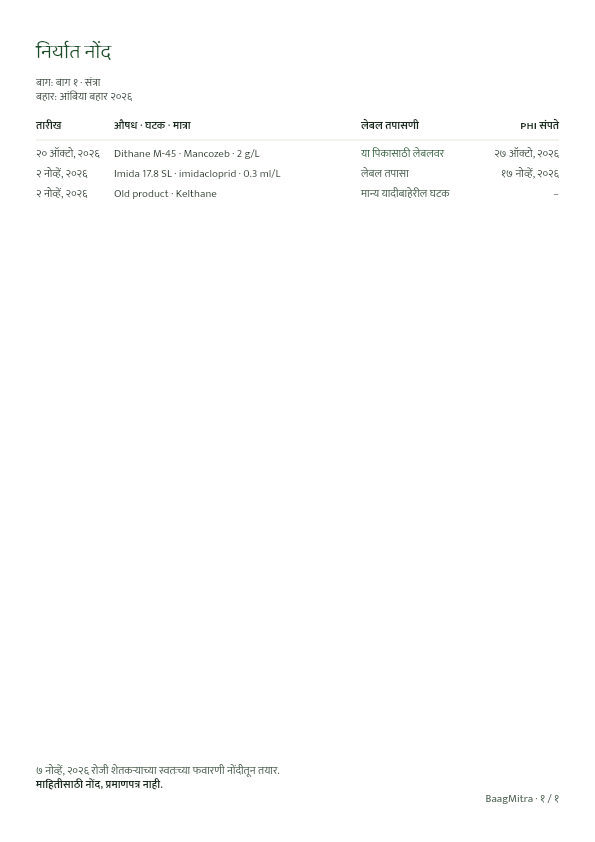 निर्यात नोंद
बाग: बाग १ · संत्रा
बहार: आंबिया बहार २०२६
तारीख औषध · घटक · मात्रा लेबल तपासणी PHI संपते
२० ऑक्टो, २०२६ Dithane M-45 · Mancozeb · 2 g/L या पिकासाठी लेबलवर २७ ऑक्टो, २०२६
२ नोव्हें, २०२६ Imida 17.8 SL · imidacloprid · 0.3 ml/L लेबल तपासा १७ नोव्हें, २०२६
२ नोव्हें, २०२६ Old product · Kelthane मान्य यादीबाहेरील घटक –
७ नोव्हें, २०२६ रोजी शेतकऱ्याच्या स्वतःच्या फवारणी नोंदीतून तयार.
माहितीसाठी नोंद, प्रमाणपत्र नाही.
BaagMitra · १ / १